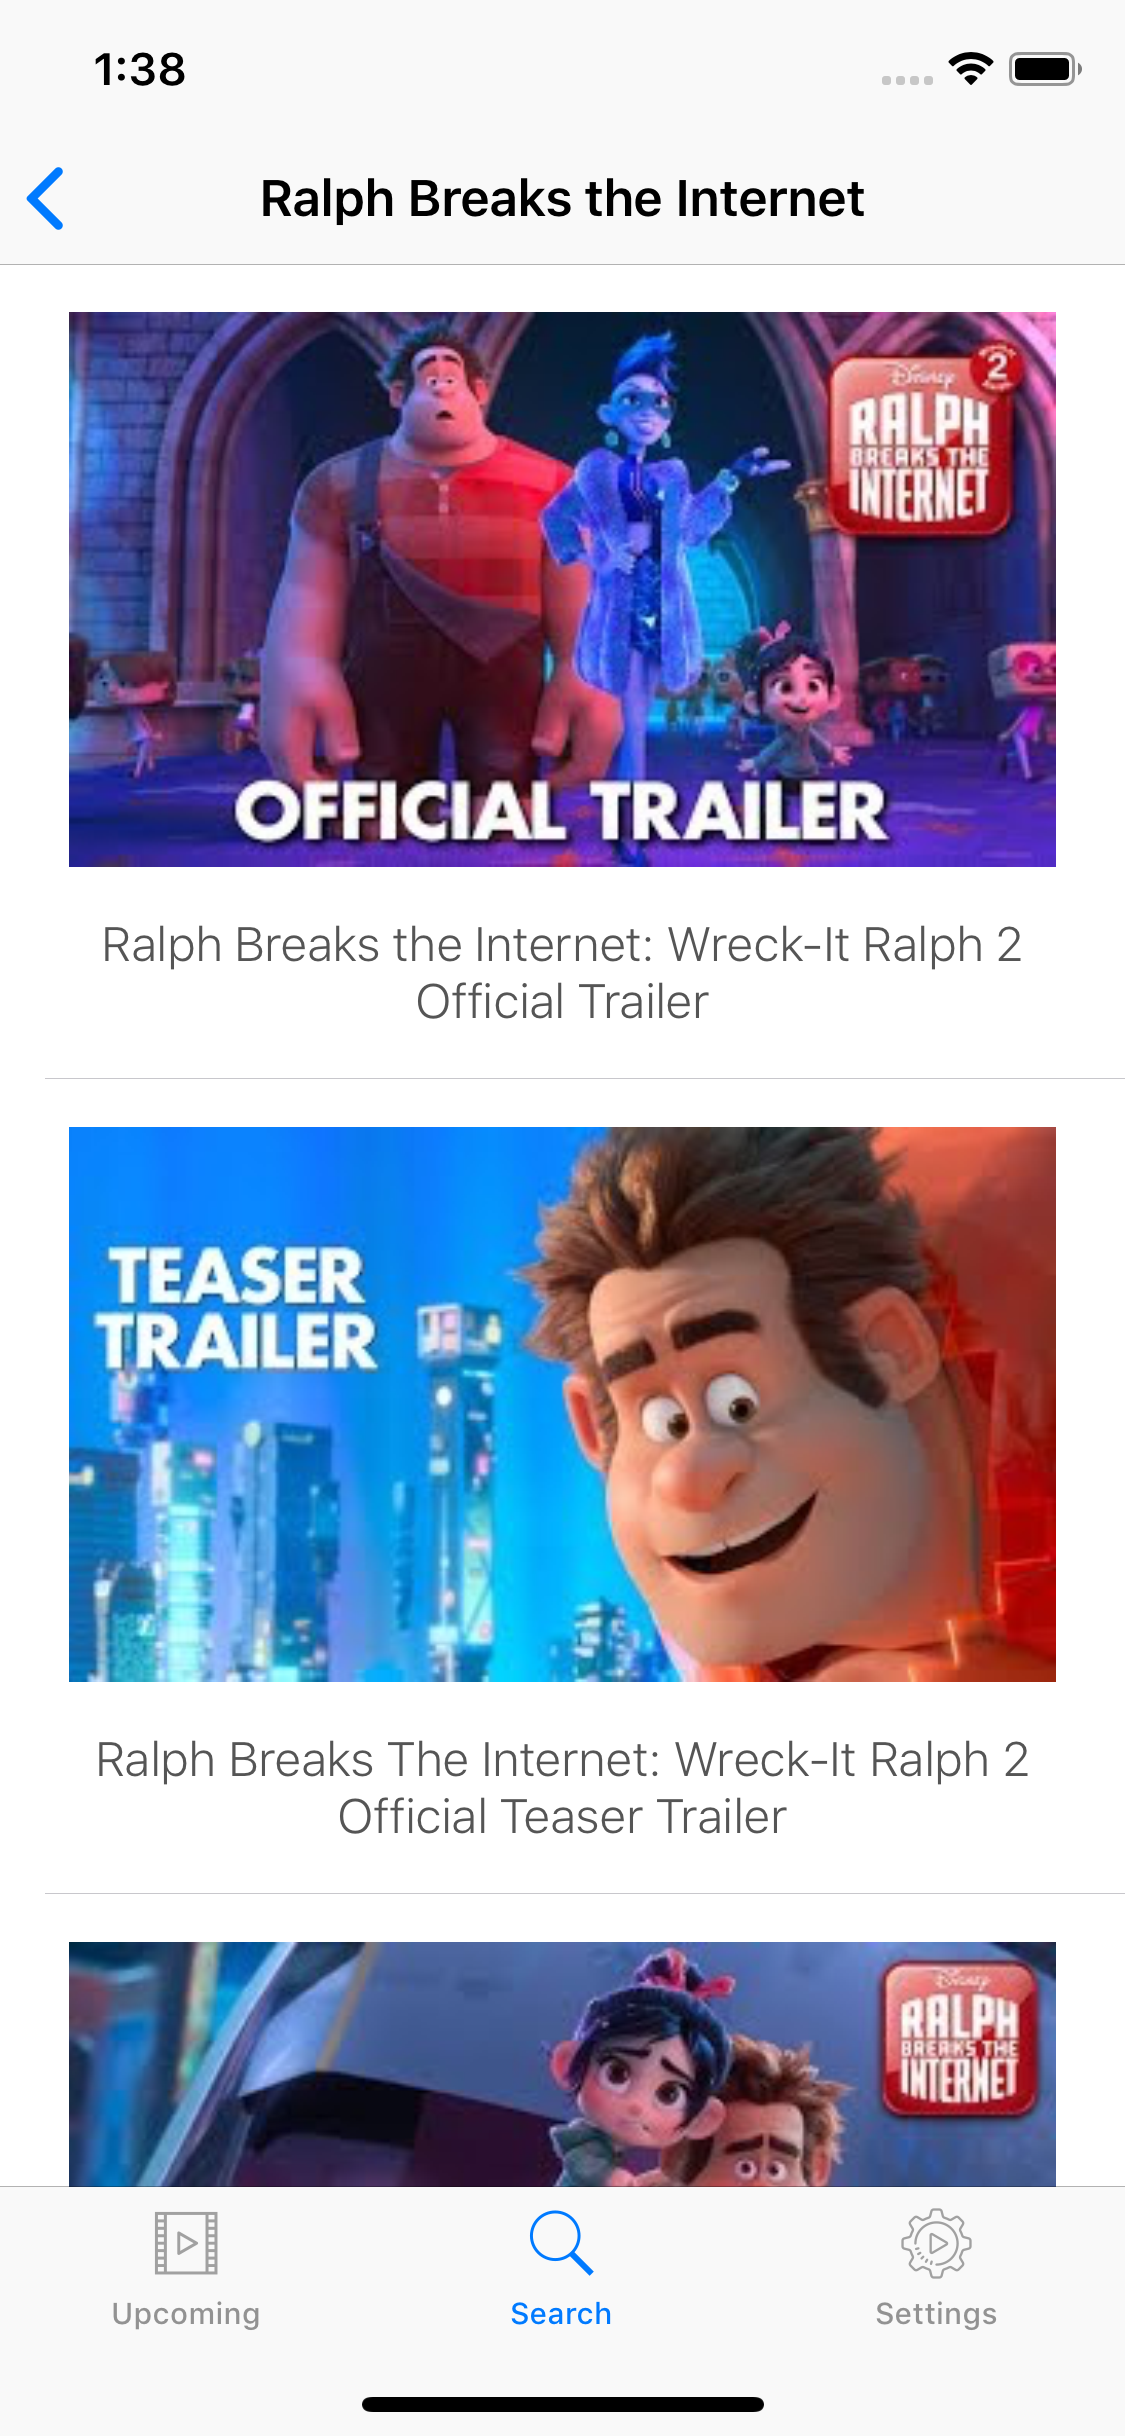 1:38
Ralph Breaks the Internet
Disney
2
RALPH
BREAKS THE
INTERNET
OFFICIAL TRAILER
Ralph Breaks the Internet: Wreck-It Ralph 2
Official Trailer
TEASER
TRAILER
Ralph Breaks The Internet: Wreck-It Ralph 2
Official Teaser Trailer
Disney
RALPH
BREAKS THE
INTERNET
Upcoming
Search
Settings